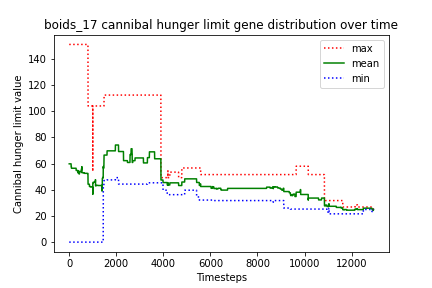 boids_17 cannibal hunger limit gene distribution over time
max
mean
min
Cannibal hunger limit value
140
120
100
80
60
40
20
0
0 2000 4000 6000 8000 10000 12000
Timesteps